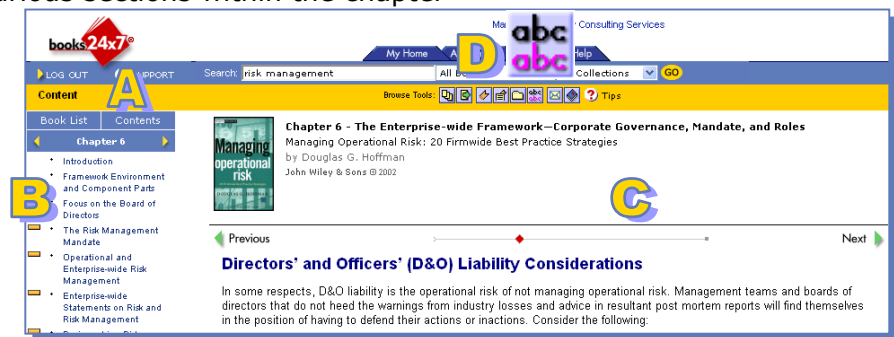 various sections within the chapter
Consulting Services
books24x7®
My Home
Help
LOG OUT
SUPPORT
Search: risk management
Collections
GO
Content
Browse Tools:
Tips
A
B
C
D
abc
abc
Book List Contents
Chapter 6
Introduction
Framework Environment
and Component Parts
Focus on the Board of
Directors
The Risk Management
Mandate
Operational and
Enterprise-wide Risk
Management
Enterprise-wide
Statements on Risk and
Risk Management
Managing
operational
risk
Chapter 6 - The Enterprise-wide Framework—Corporate Governance, Mandate, and Roles
Managing Operational Risk: 20 Firmwide Best Practice Strategies
by Douglas G. Hoffman
John Wiley & Sons © 2002
Previous
Next
Directors' and Officers' (D&O) Liability Considerations
In some respects, D&O liability is the operational risk of not managing operational risk. Management teams and boards of
directors that do not need the warnings from industry losses and advice in resultant post mortem reports will find themselves
in the position of having to defend their actions or inactions. Consider the following: